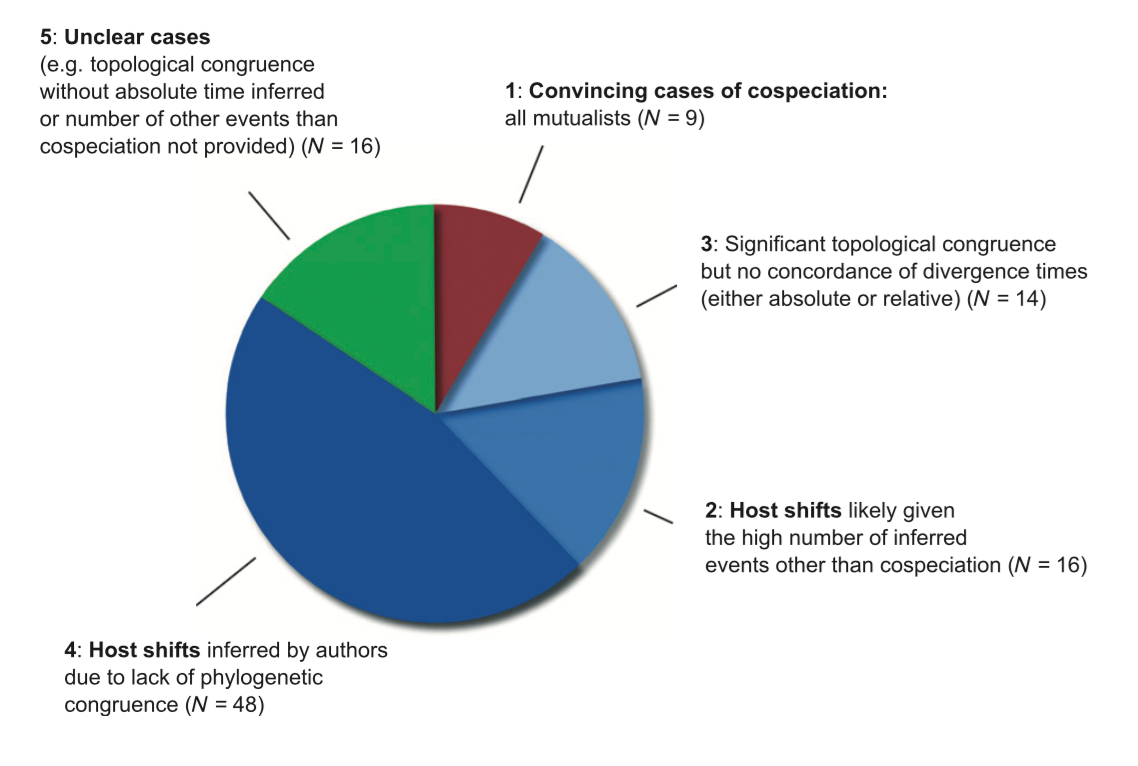 5: Unclear cases
(e.g. topological congruence
without absolute time inferred
or number of other events than
cospeciation not provided) (N = 16)
1: Convincing cases of cospeciation:
all mutualists (N = 9)
3: Significant topological congruence
but no concordance of divergence times
(either absolute or relative) (N = 14)
2: Host shifts likely given
the high number of inferred
events other than cospeciation (N = 16)
4: Host shifts inferred by authors
due to lack of phylogenetic
congruence (N = 48)